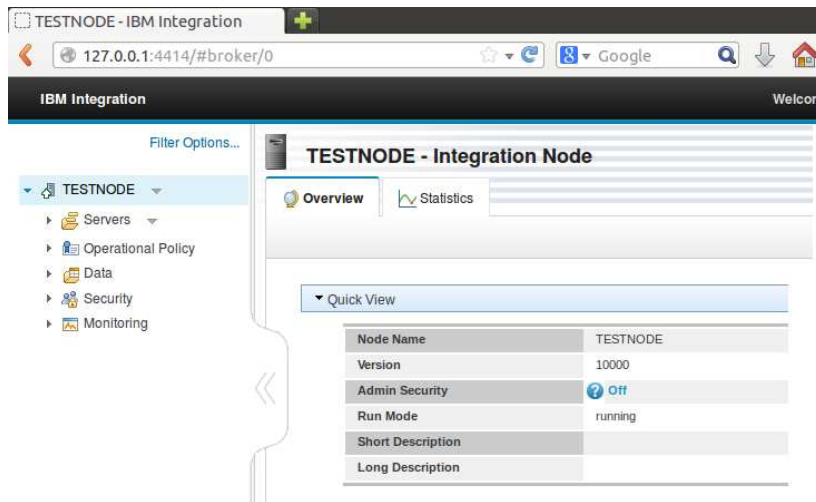 TESTNODE - IBM Integration
127.0.0.1:4414/#broker/0
Google
IBM Integration
Filter Options...
TESTNODE - Integration Node
TESTNODE
Overview
Statistics
Servers
Operational Policy
Data
Security
Monitoring
Quick View
Node Name TESTNODE
Version 10000
Admin Security Off
Run Mode running
Short Description
Long Description